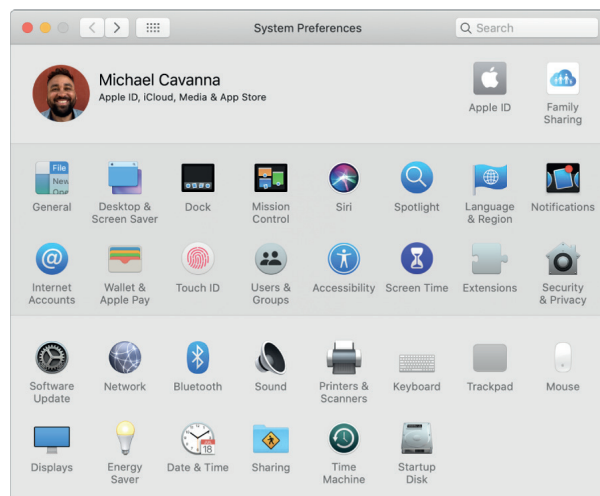 System Preferences
Search
Michael Cavanna
Apple ID, iCloud, Media & App Store
Apple ID
Family
Sharing
File
New
General
Desktop &
Screen Saver
Dock
Mission
Control
Siri
Spotlight
Language
& Region
Notifications
@
Internet
Accounts
Wallet &
Apple Pay
Touch ID
Users &
Groups
Accessibility
Screen Time
Extensions
Security
& Privacy
Software
Update
Network
Bluetooth
Sound
Printers &
Scanners
Keyboard
Trackpad
Mouse
18
Displays
Energy
Saver
Date & Time
Sharing
Time
Machine
Startup
Disk